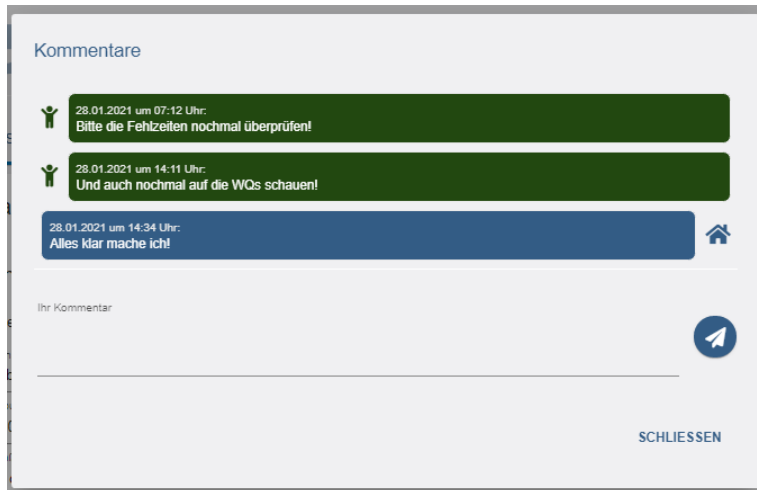 Kommentare
28.01.2021 um 07:12 Uhr:
Bitte die Fehlzeiten nochmal überprüfen!
28.01.2021 um 14:11 Uhr:
Und auch nochmal auf die WQs schauen!
28.01.2021 um 14:34 Uhr:
Alles klar mache ich!
Ihr Kommentar
SCHLIESSEN